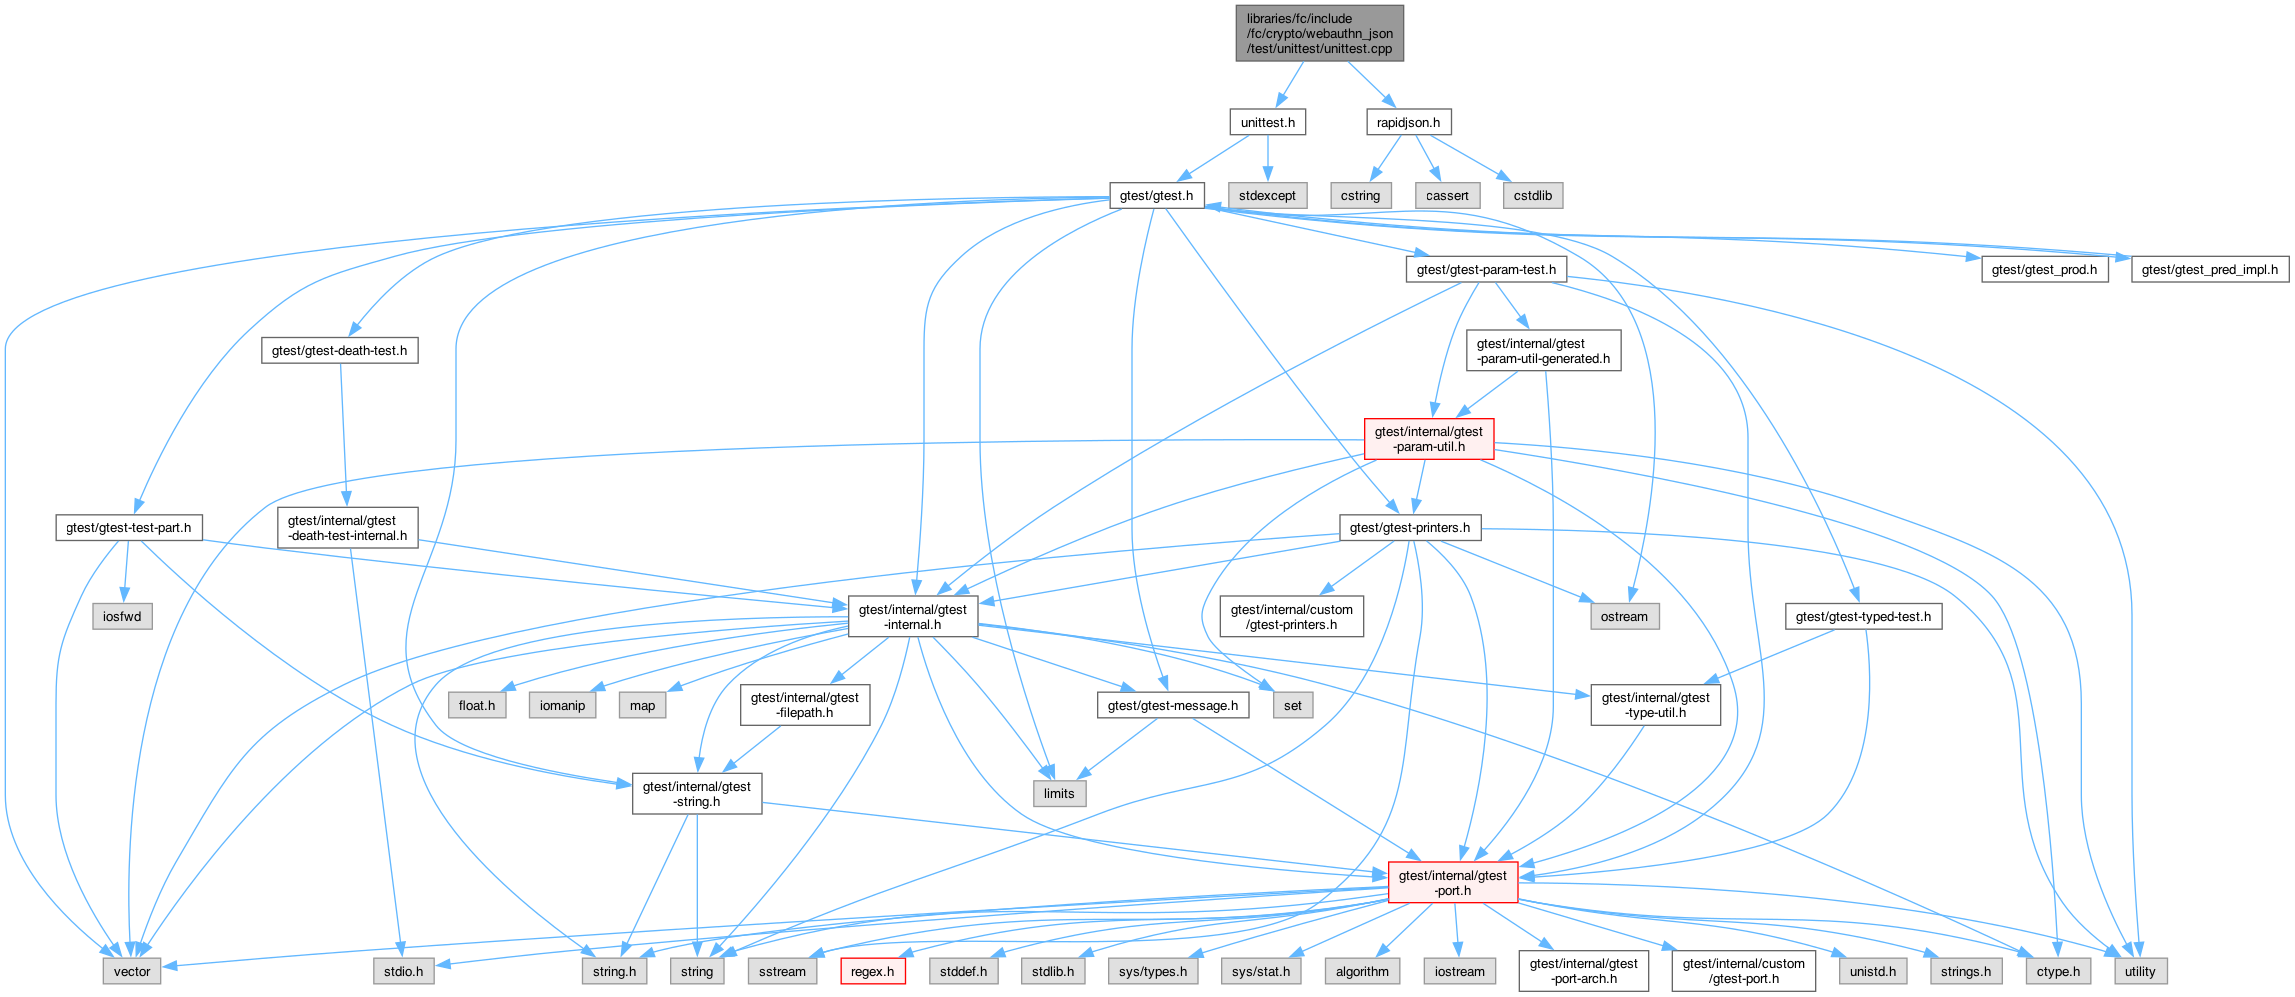 libraries/fc/include
/fc/crypto/webauthn_json
/test/unittest/unittest.cpp
unittest.h
rapidjson.h
gtest/gtest.h
stdexcept
cstring
cassert
cstdlib
gtest/gtest-param-test.h
gtest/gtest_prod.h
gtest/gtest_pred_impl.h
gtest/gtest-death-test.h
gtest/internal/gtest
-param-util-generated.h
gtest/internal/gtest
-param-util.h
gtest/gtest-test-part.h
gtest/internal/gtest
-death-test-internal.h
gtest/gtest-printers.h
iosfwd
gtest/internal/gtest
-internal.h
gtest/internal/custom
/gtest-printers.h
ostream
gtest/gtest-typed-test.h
float.h
iomanip
map
gtest/internal/gtest
-filepath.h
gtest/gtest-message.h
set
gtest/internal/gtest
-type-util.h
gtest/internal/gtest
-string.h
limits
gtest/internal/gtest
-port.h
vector
stdio.h
string.h
string
sstream
regex.h
stddef.h
stdlib.h
sys/types.h
sys/stat.h
algorithm
iostream
gtest/internal/gtest
-port-arch.h
gtest/internal/custom
/gtest-port.h
unistd.h
strings.h
ctype.h
utility